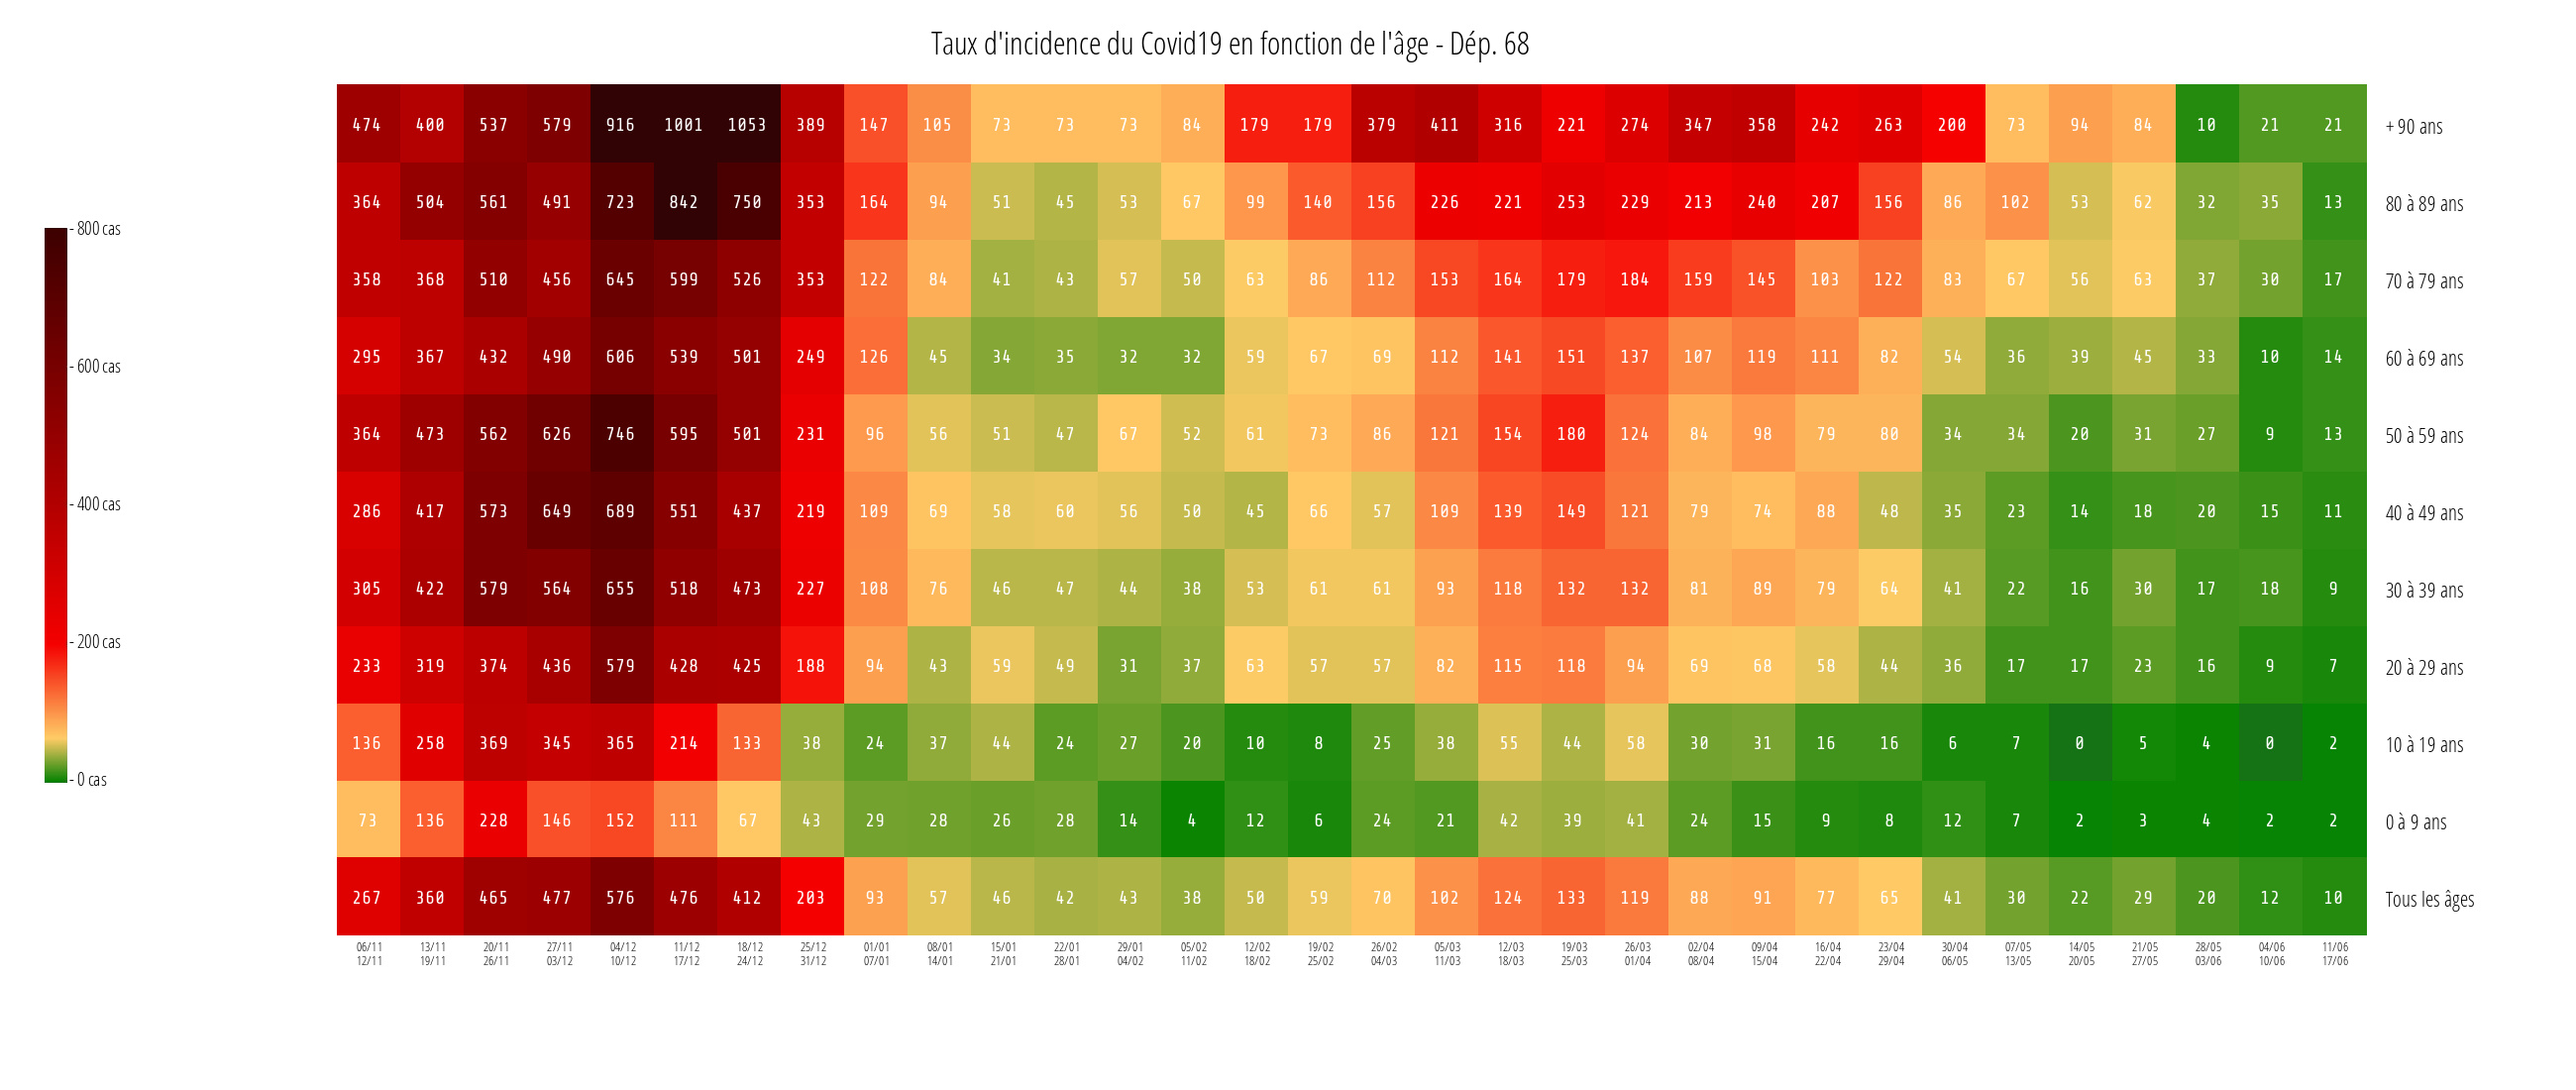 Taux d'incidence du Covid19 en fonction de l'âge - Dép. 68
474 400 537 579 916 1001 1053 389 147 105 73 73 73 84 179 179 379 411 316 221 274 347 358 242 263 200 73 94 84 10 21 21 + 90 ans
364 504 561 491 723 842 750 353 164 94 51 45 53 67 99 140 156 226 221 253 229 213 240 207 156 86 102 53 62 32 35 13 80 à 89 ans
358 368 510 456 645 599 526 353 122 84 41 43 57 50 63 86 112 153 164 179 184 159 145 103 122 83 67 56 63 37 30 17 70 à 79 ans
295 367 432 490 606 539 501 249 126 45 34 35 32 32 59 67 69 112 141 151 137 107 119 111 82 54 36 39 45 33 10 14 60 à 69 ans
364 473 562 626 746 595 501 231 96 56 51 47 67 52 61 73 86 121 154 180 124 84 98 79 80 34 34 20 31 27 9 13 50 à 59 ans
286 417 573 649 689 551 437 219 109 69 58 60 56 50 45 66 57 109 139 149 121 79 74 88 48 35 23 14 18 20 15 11 40 à 49 ans
305 422 579 564 655 518 473 227 108 76 46 47 44 38 53 61 61 93 118 132 132 81 89 79 64 41 22 16 30 17 18 9 30 à 39 ans
233 319 374 436 579 428 425 188 94 43 59 49 31 37 63 57 57 82 115 118 94 69 68 58 44 36 17 17 23 16 9 7 20 à 29 ans
136 258 369 345 365 214 133 38 24 37 44 24 27 20 10 8 25 38 55 44 58 30 31 16 16 6 7 0 5 4 0 2 10 à 19 ans
73 136 228 146 152 111 67 43 29 28 26 28 14 4 12 6 24 21 42 39 41 24 15 9 8 12 7 2 3 4 2 2 0 à 9 ans
267 360 465 477 576 476 412 203 93 57 46 42 43 38 50 59 70 102 124 133 119 88 91 77 65 41 30 22 29 20 12 10 Tous les âges
06/11 13/11 20/11 27/11 04/12 11/12 18/12 25/12 01/01 08/01 15/01 22/01 29/01 05/02 12/02 19/02 26/02 05/03 12/03 19/03 26/03 02/04 09/04 16/04 23/04 30/04 07/05 14/05 21/05 28/05 04/06 11/06
12/11 19/11 26/11 03/12 10/12 17/12 24/12 31/12 07/01 14/01 21/01 28/01 04/02 11/02 18/02 25/02 04/03 11/03 18/03 25/03 01/04 08/04 15/04 22/04 29/04 06/05 13/05 20/05 27/05 03/06 10/06 17/06
- 800 cas
- 600 cas
- 400 cas
- 200 cas
- 0 cas